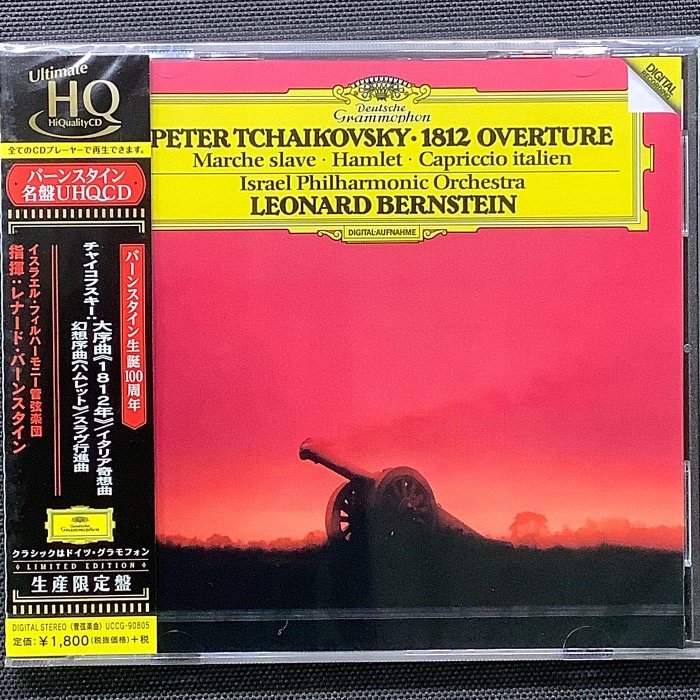 Ultimate
HQ
HiQualityCD
全てのCDプレーヤーで再生できます。
バーンスタイン
名盤UHQCD
バーンスタイン生誕100周年
チャイコフスキー:大序曲《1812年》/イタリア奇想曲
幻想序曲《ハムレット》/スラヴ行進曲
イスラエル・フィルハーモニー管弦楽団
指揮:レナード・バーンスタイン
Deutsche
Grammophon
クラシックはドイツ・グラモフォン
LIMITED EDITION
生産限定盤
DIGITAL STEREO 〈管弦楽曲〉 UCCG-90805
定価:¥1,800(税抜価格)+税
Deutsche
Grammophon
DIGITAL
RECORDING
PETER TCHAIKOVSKY · 1812 OVERTURE
Marche slave · Hamlet · Capriccio italien
Israel Philharmonic Orchestra
LEONARD BERNSTEIN
DIGITAL-AUFNAHME